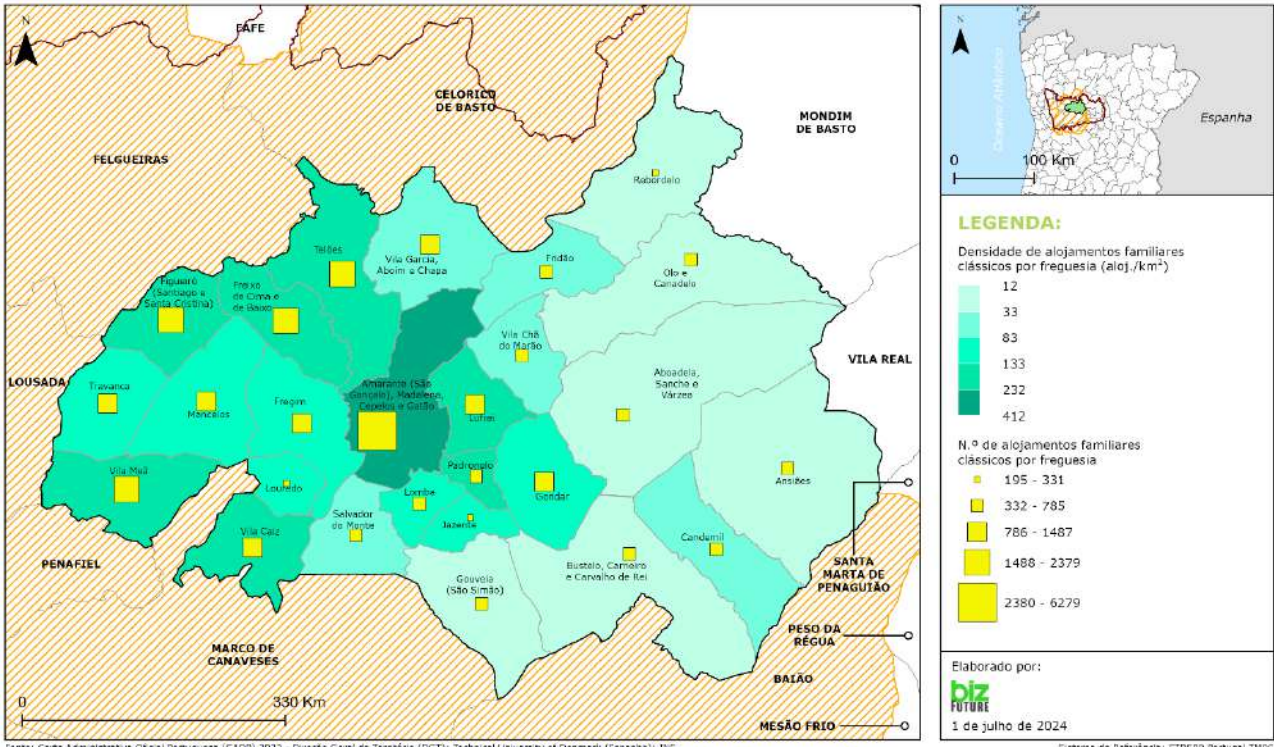 N
FAFE
CELORICO
DE BASTO
MONDIM
DE BASTO
FELGUEIRAS
Rebordelo
Telões
Vila Garcia,
Aboim e Chapa
Fridão
Olo e
Canadelo
Figueiró
(Santiago e
Santa Cristina)
Freixo
de Cima e
de Baixo
Vila Chã
do Marão
VILA REAL
LOUSADA
Travanca
Mancelos
Fregim
Amarante (São
Gonçalo), Madalena,
Cepelos e Gatão
Lufrei
Aboadela,
Sanche e
Várzea
Vila Meã
Louredo
Padronelo
Lomba
Gondar
Ansiães
Salvador
do Monte
Jazente
Vila Caiz
Candemil
Bustelo, Carneiro
e Carvalho de Rei
Gouveia
(São Simão)
PENAFIEL
SANTA
MARTA DE
PENAGUIÃO
MARCO DE
CANAVESES
PESO DA
RÉGUA
BAIÃO
MESÃO FRIO
0 330 Km
N
Oceano Atlântico
Espanha
0 100 Km
LEGENDA:
Densidade de alojamentos familiares
clássicos por freguesia (aloj./km²)
12
33
83
133
232
412
N.º de alojamentos familiares
clássicos por freguesia
195 - 331
332 - 785
786 - 1487
1488 - 2379
2380 - 6279
Elaborado por:
biz
FUTURE
1 de julho de 2024